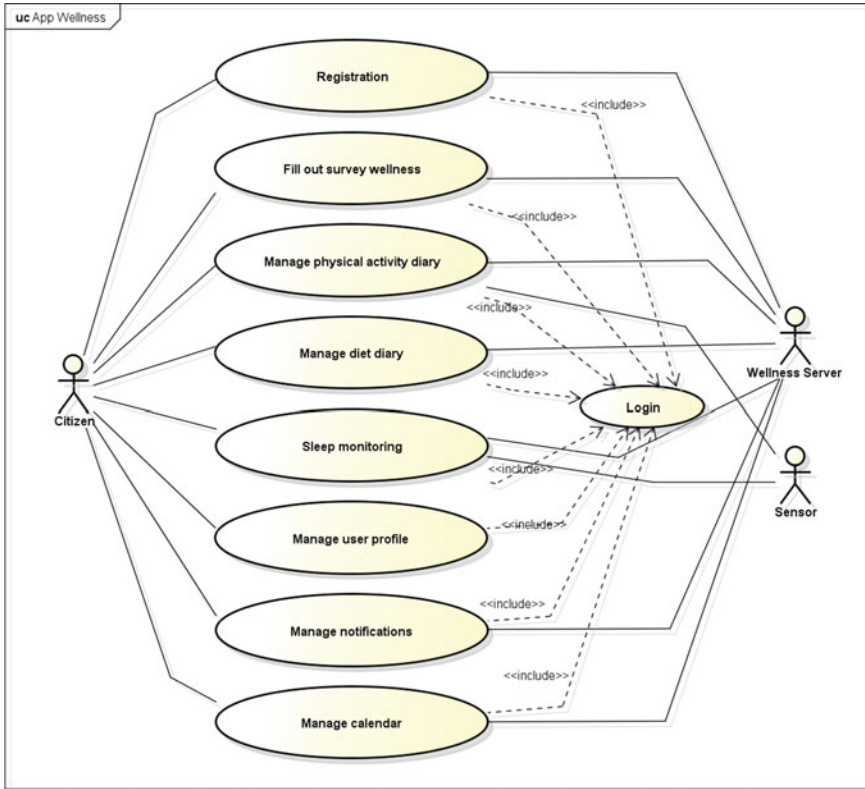 uc App Wellness
Registration
<<include>>
Fill out survey wellness
<<include>>
Manage physical activity diary
<<include>>
Manage diet diary
<<include>>
Wellness Server
Citizen
Login
Sleep monitoring
<<include>>
Sensor
Manage user profile
<<include>>
<<include>>
Manage notifications
<<include>>
Manage calendar